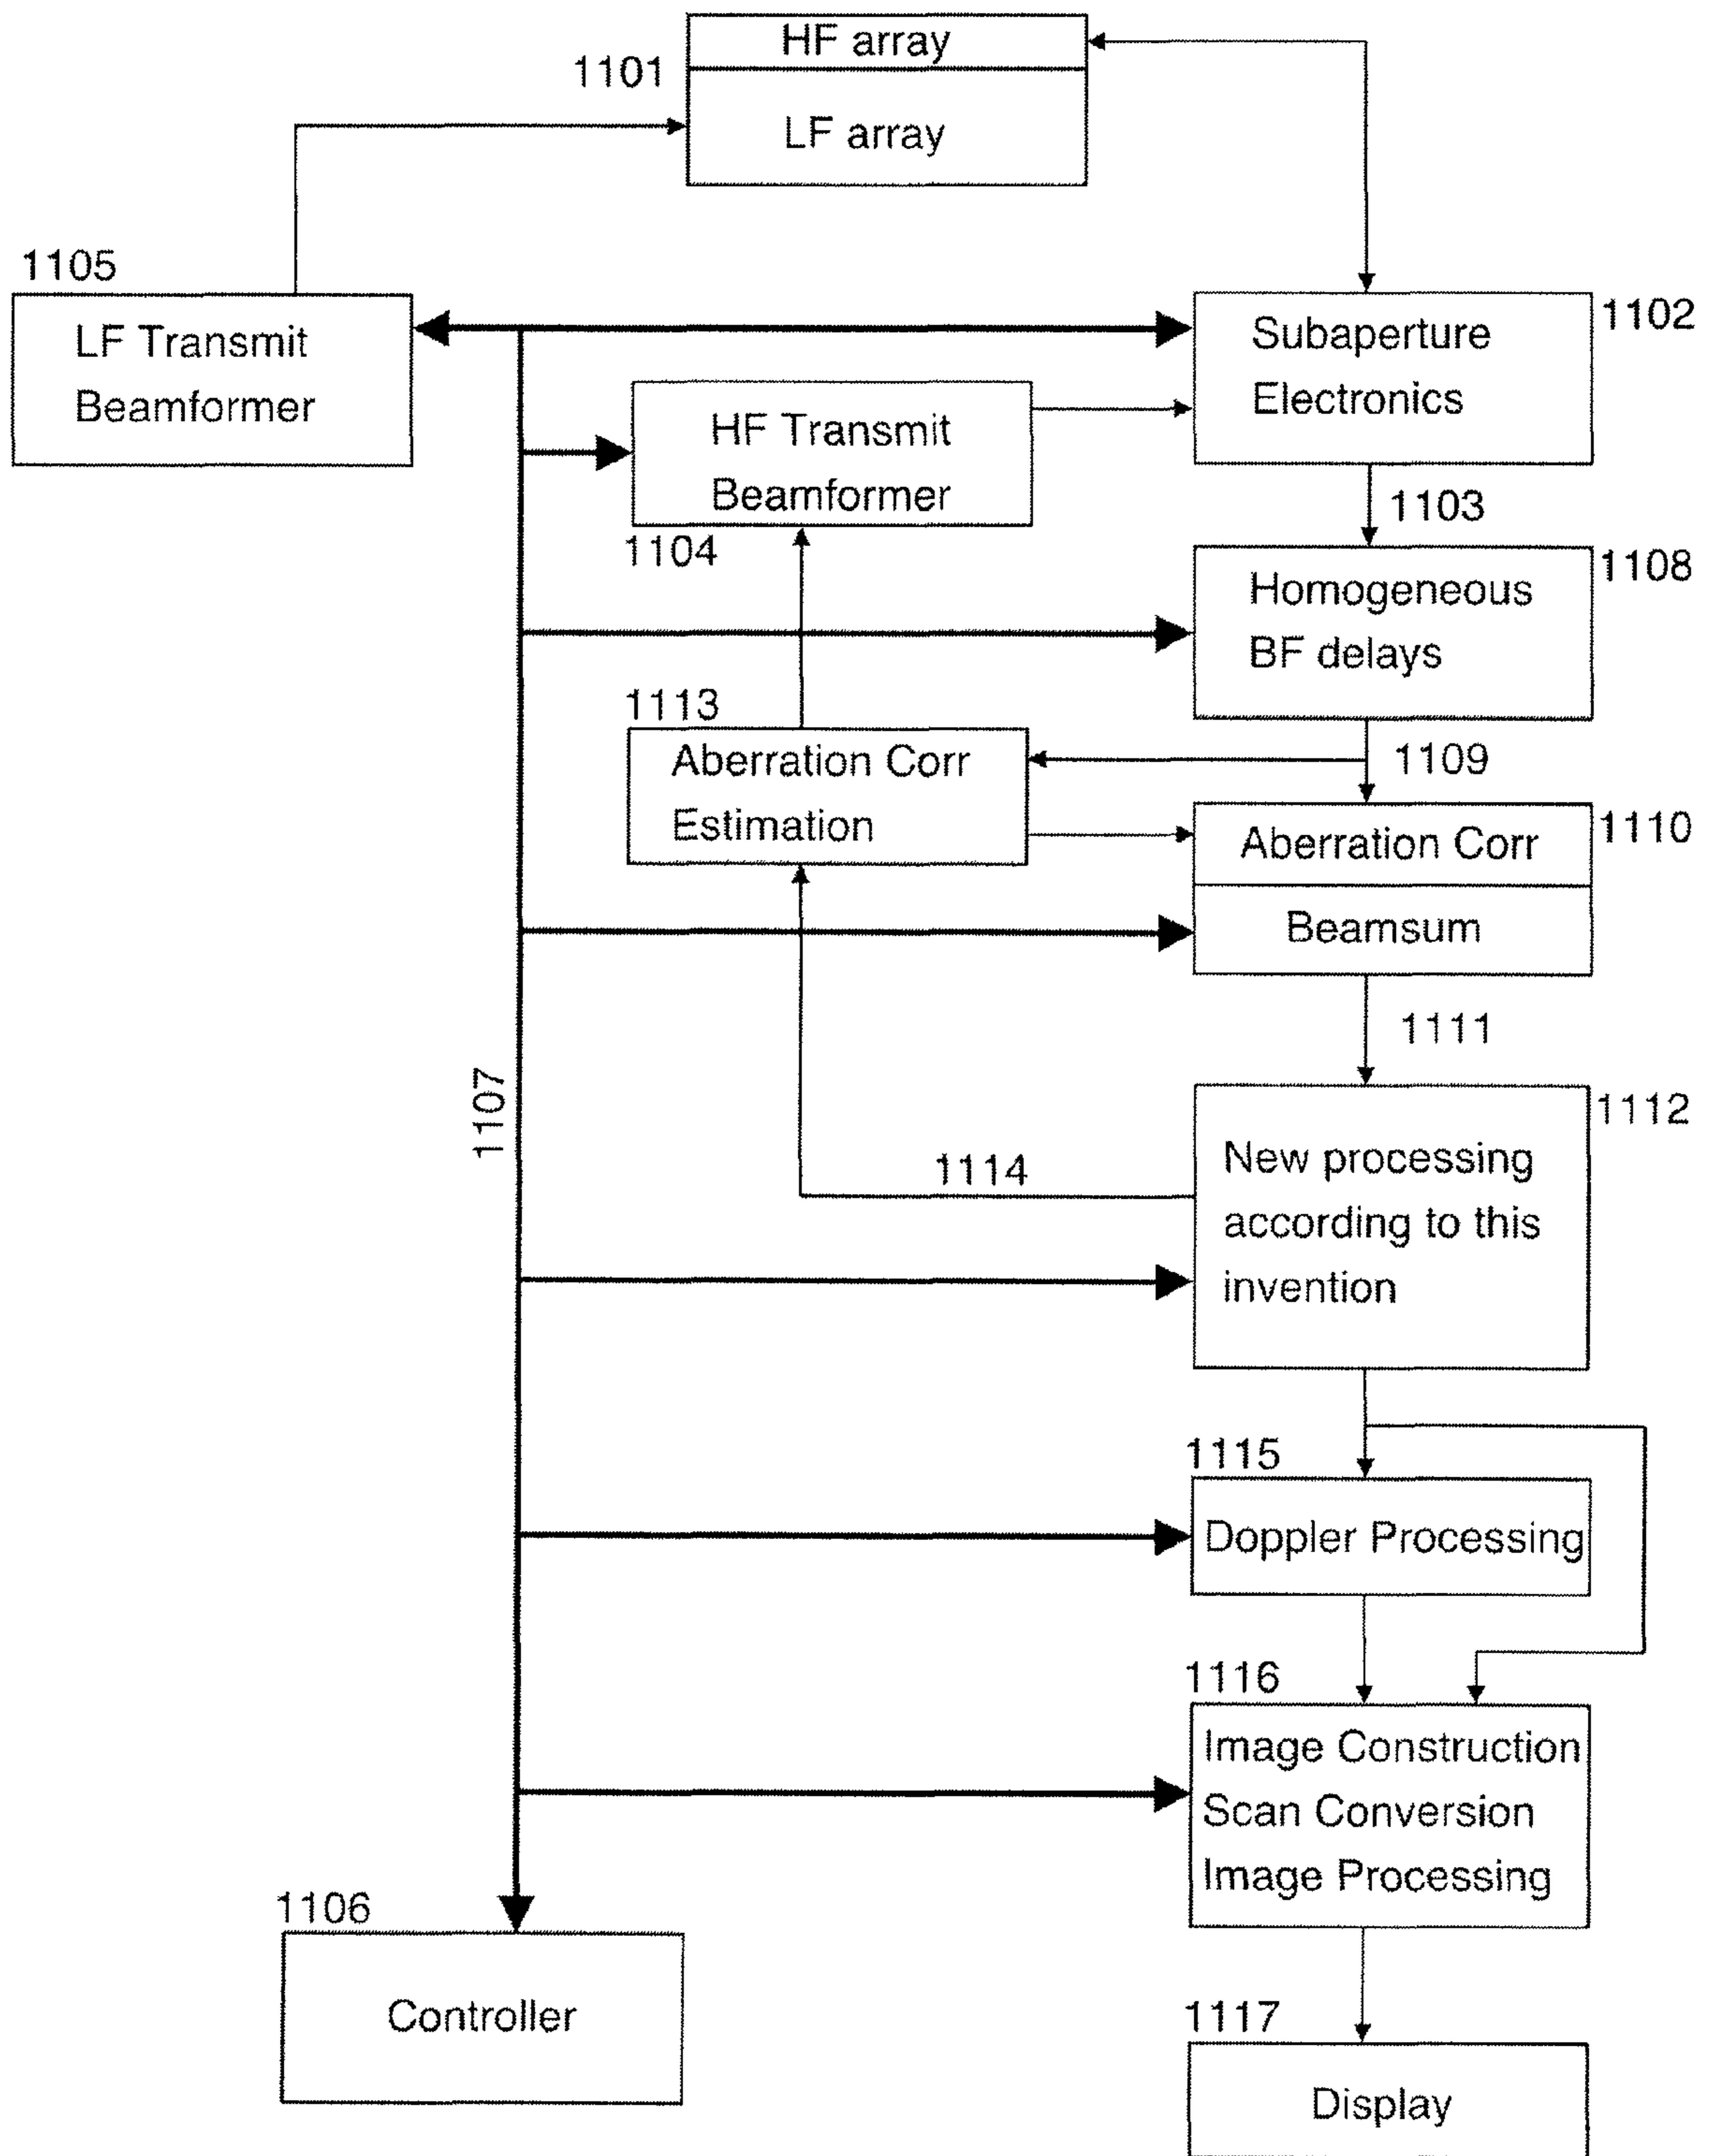 HF array
1101
LF array
1105
LF Transmit
Beamformer
Subaperture
Electronics
1102
HF Transmit
Beamformer
1104
1103
Homogeneous
BF delays
1108
1113
Aberration Corr
Estimation
1109
Aberration Corr
1110
Beamsum
1111
1107
1114
New processing
according to this
invention
1112
1115
Doppler Processing
1116
Image Construction
Scan Conversion
Image Processing
1106
Controller
1117
Display